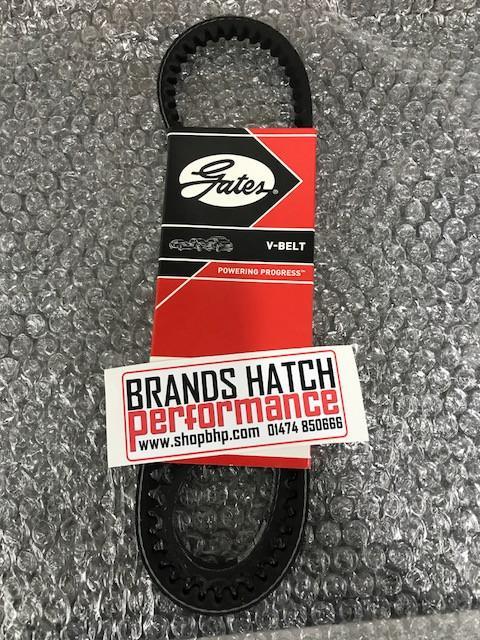 Gates
V-BELT
POWERING PROGRESS™
BRANDS HATCH
performance
www.shopbhp.com 01474 850666